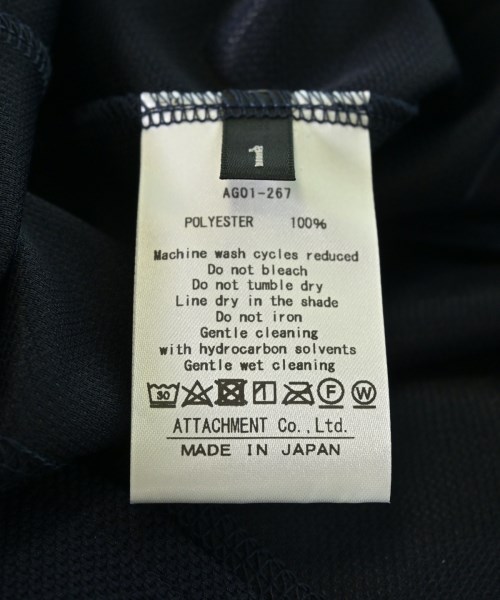 1
AG01-267
POLYESTER 100%
Machine wash cycles reduced
Do not bleach
Do not tumble dry
Line dry in the shade
Do not iron
Gentle cleaning
with hydrocarbon solvents
Gentle wet cleaning
30 F W
ATTACHMENT Co., Ltd.
MADE IN JAPAN